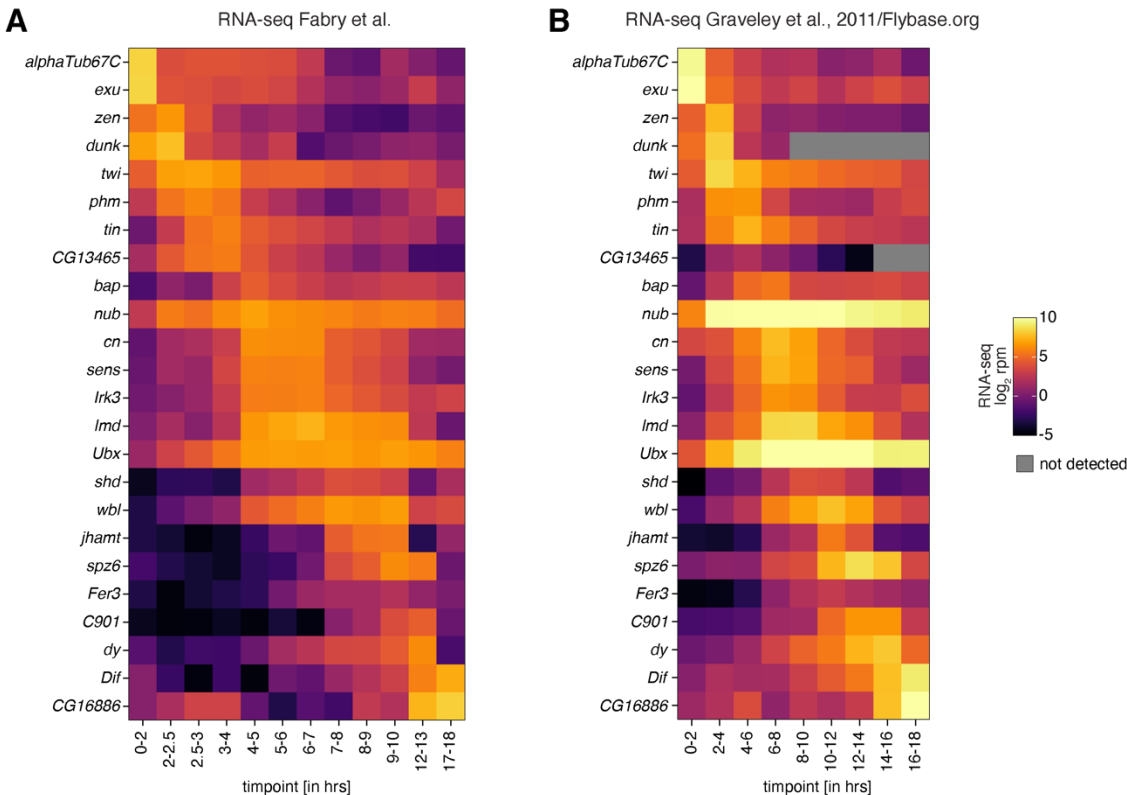 A
RNA-seq Fabry et al.
alphaTub67C
exu
zen
dunk
twi
phm
tin
CG13465
bap
nub
cn
sens
Irk3
lmd
Ubx
shd
wbl
jhamt
spz6
Fer3
C901
dy
Dif
CG16886
0-2
2-2.5
2.5-3
3-4
4-5
5-6
6-7
7-8
8-9
9-10
12-13
17-18
timpoint [in hrs]
B
RNA-seq Graveley et al., 2011/Flybase.org
alphaTub67C
exu
zen
dunk
twi
phm
tin
CG13465
bap
nub
cn
sens
Irk3
lmd
Ubx
shd
wbl
jhamt
spz6
Fer3
C901
dy
Dif
CG16886
0-2
2-4
4-6
6-8
8-10
10-12
12-14
14-16
16-18
timpoint [in hrs]
RNA-seq
log2 rpm
10
5
0
-5
not detected